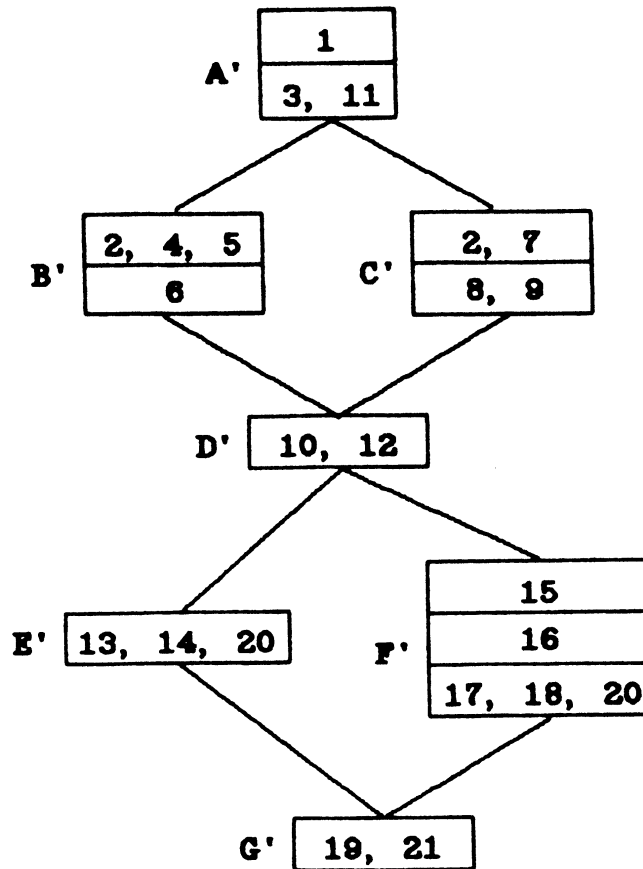 1
A'
3, 11
2, 4, 5
2, 7
B'
C'
6
8, 9
D'
10, 12
15
E'
13, 14, 20
16
F'
17, 18, 20
G'
19, 21